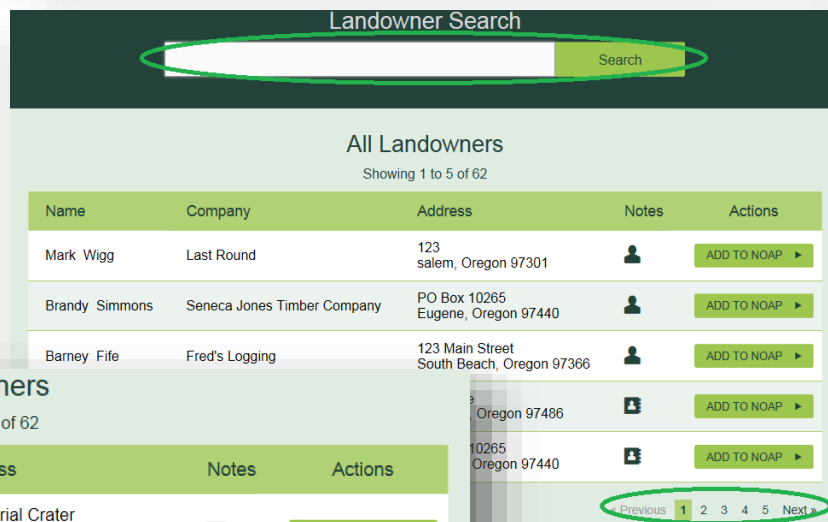 Landowner Search
Search
All Landowners
Showing 1 to 5 of 62
Name Company Address Notes Actions
Mark Wigg Last Round 123 ADD TO NOAP
salem, Oregon 97301
Brandy Simmons Seneca Jones Timber Company PO Box 10265 ADD TO NOAP
Eugene, Oregon 97440
Barney Fife Fred's Logging 123 Main Street ADD TO NOAP
South Beach, Oregon 97366
Oregon 97486 ADD TO NOAP
10265 ADD TO NOAP
Oregon 97440
« Previous 1 2 3 4 5 Next »
ners
of 62
ss Notes Actions
rial Crater